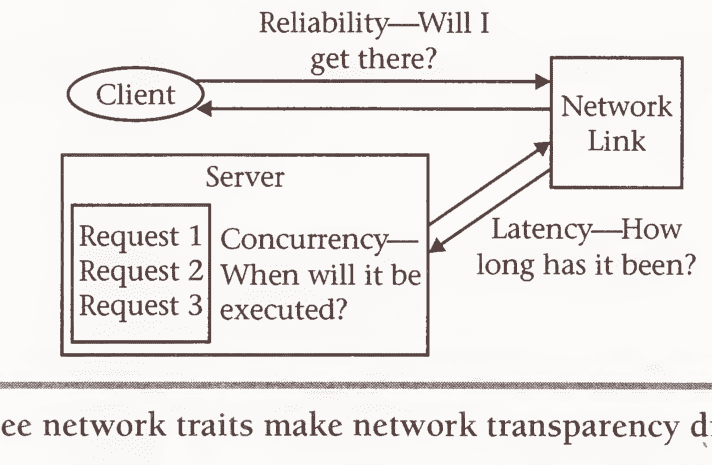 Reliability—Will I
get there?
Client
Network
Link
Server
Request 1
Request 2
Request 3
Concurrency—
When will it be
executed?
Latency—How
long has it been?
network traits make network transparency